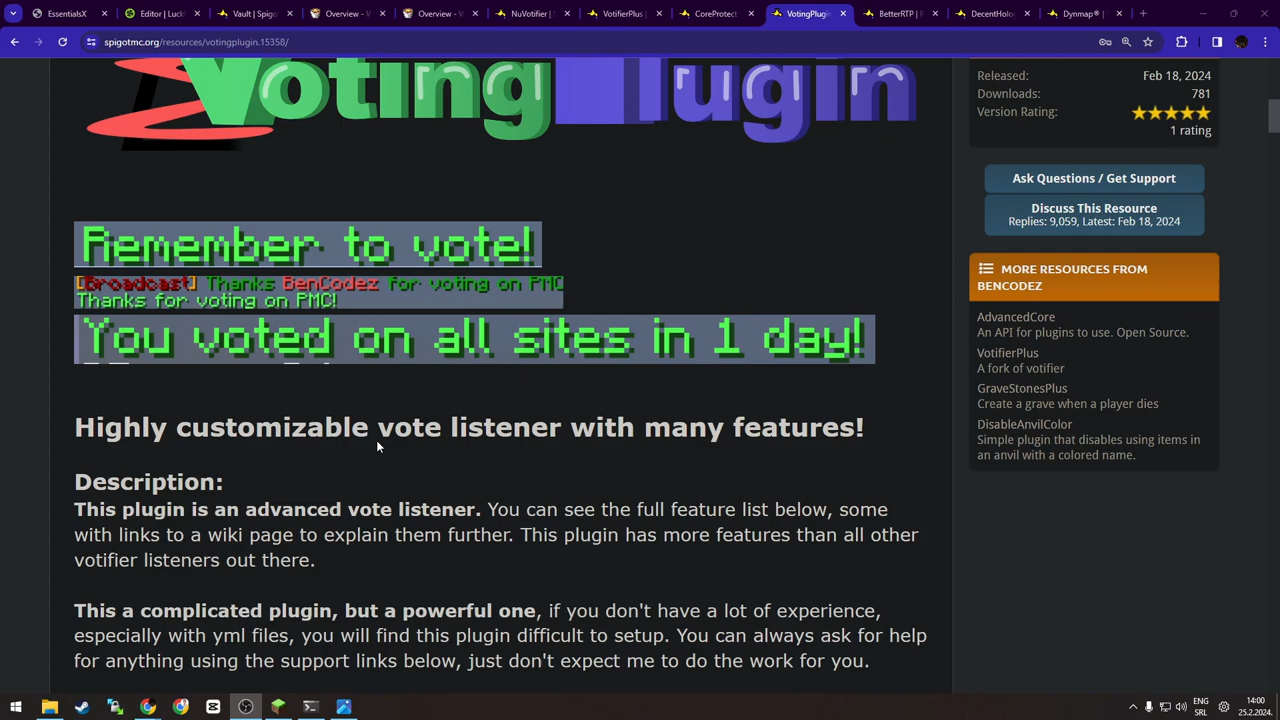 EssentialsX
Editor | Luck
Vault | Spigo
Overview - W
Overview - W
NuVotifier | S
VotifierPlus |
CoreProtect
VotingPlugin
BetterRTP | R
DecentHolog
Dynmap® | 
spigotmc.org/resources/votingplugin.15358/
VotingPlugin
Remember to vote!
[Broadcast] Thanks BenCodez for voting on PMC
Thanks for voting on PMC!
You voted on all sites in 1 day!
Highly customizable vote listener with many features!
Description:
This plugin is an advanced vote listener. You can see the full feature list below, some
with links to a wiki page to explain them further. This plugin has more features than all other
votifier listeners out there.
This a complicated plugin, but a powerful one, if you don't have a lot of experience,
especially with yml files, you will find this plugin difficult to setup. You can always ask for help
for anything using the support links below, just don't expect me to do the work for you.
Released: Feb 18, 2024
Downloads: 781
Version Rating:
1 rating
Ask Questions / Get Support
Discuss This Resource
Replies: 9,059, Latest: Feb 18, 2024
MORE RESOURCES FROM
BENCODEZ
AdvancedCore
An API for plugins to use. Open Source.
VotifierPlus
A fork of votifier
GraveStonesPlus
Create a grave when a player dies
DisableAnvilColor
Simple plugin that disables using items in
an anvil with a colored name.
ENG
SRL
14:00
25.2.2024.